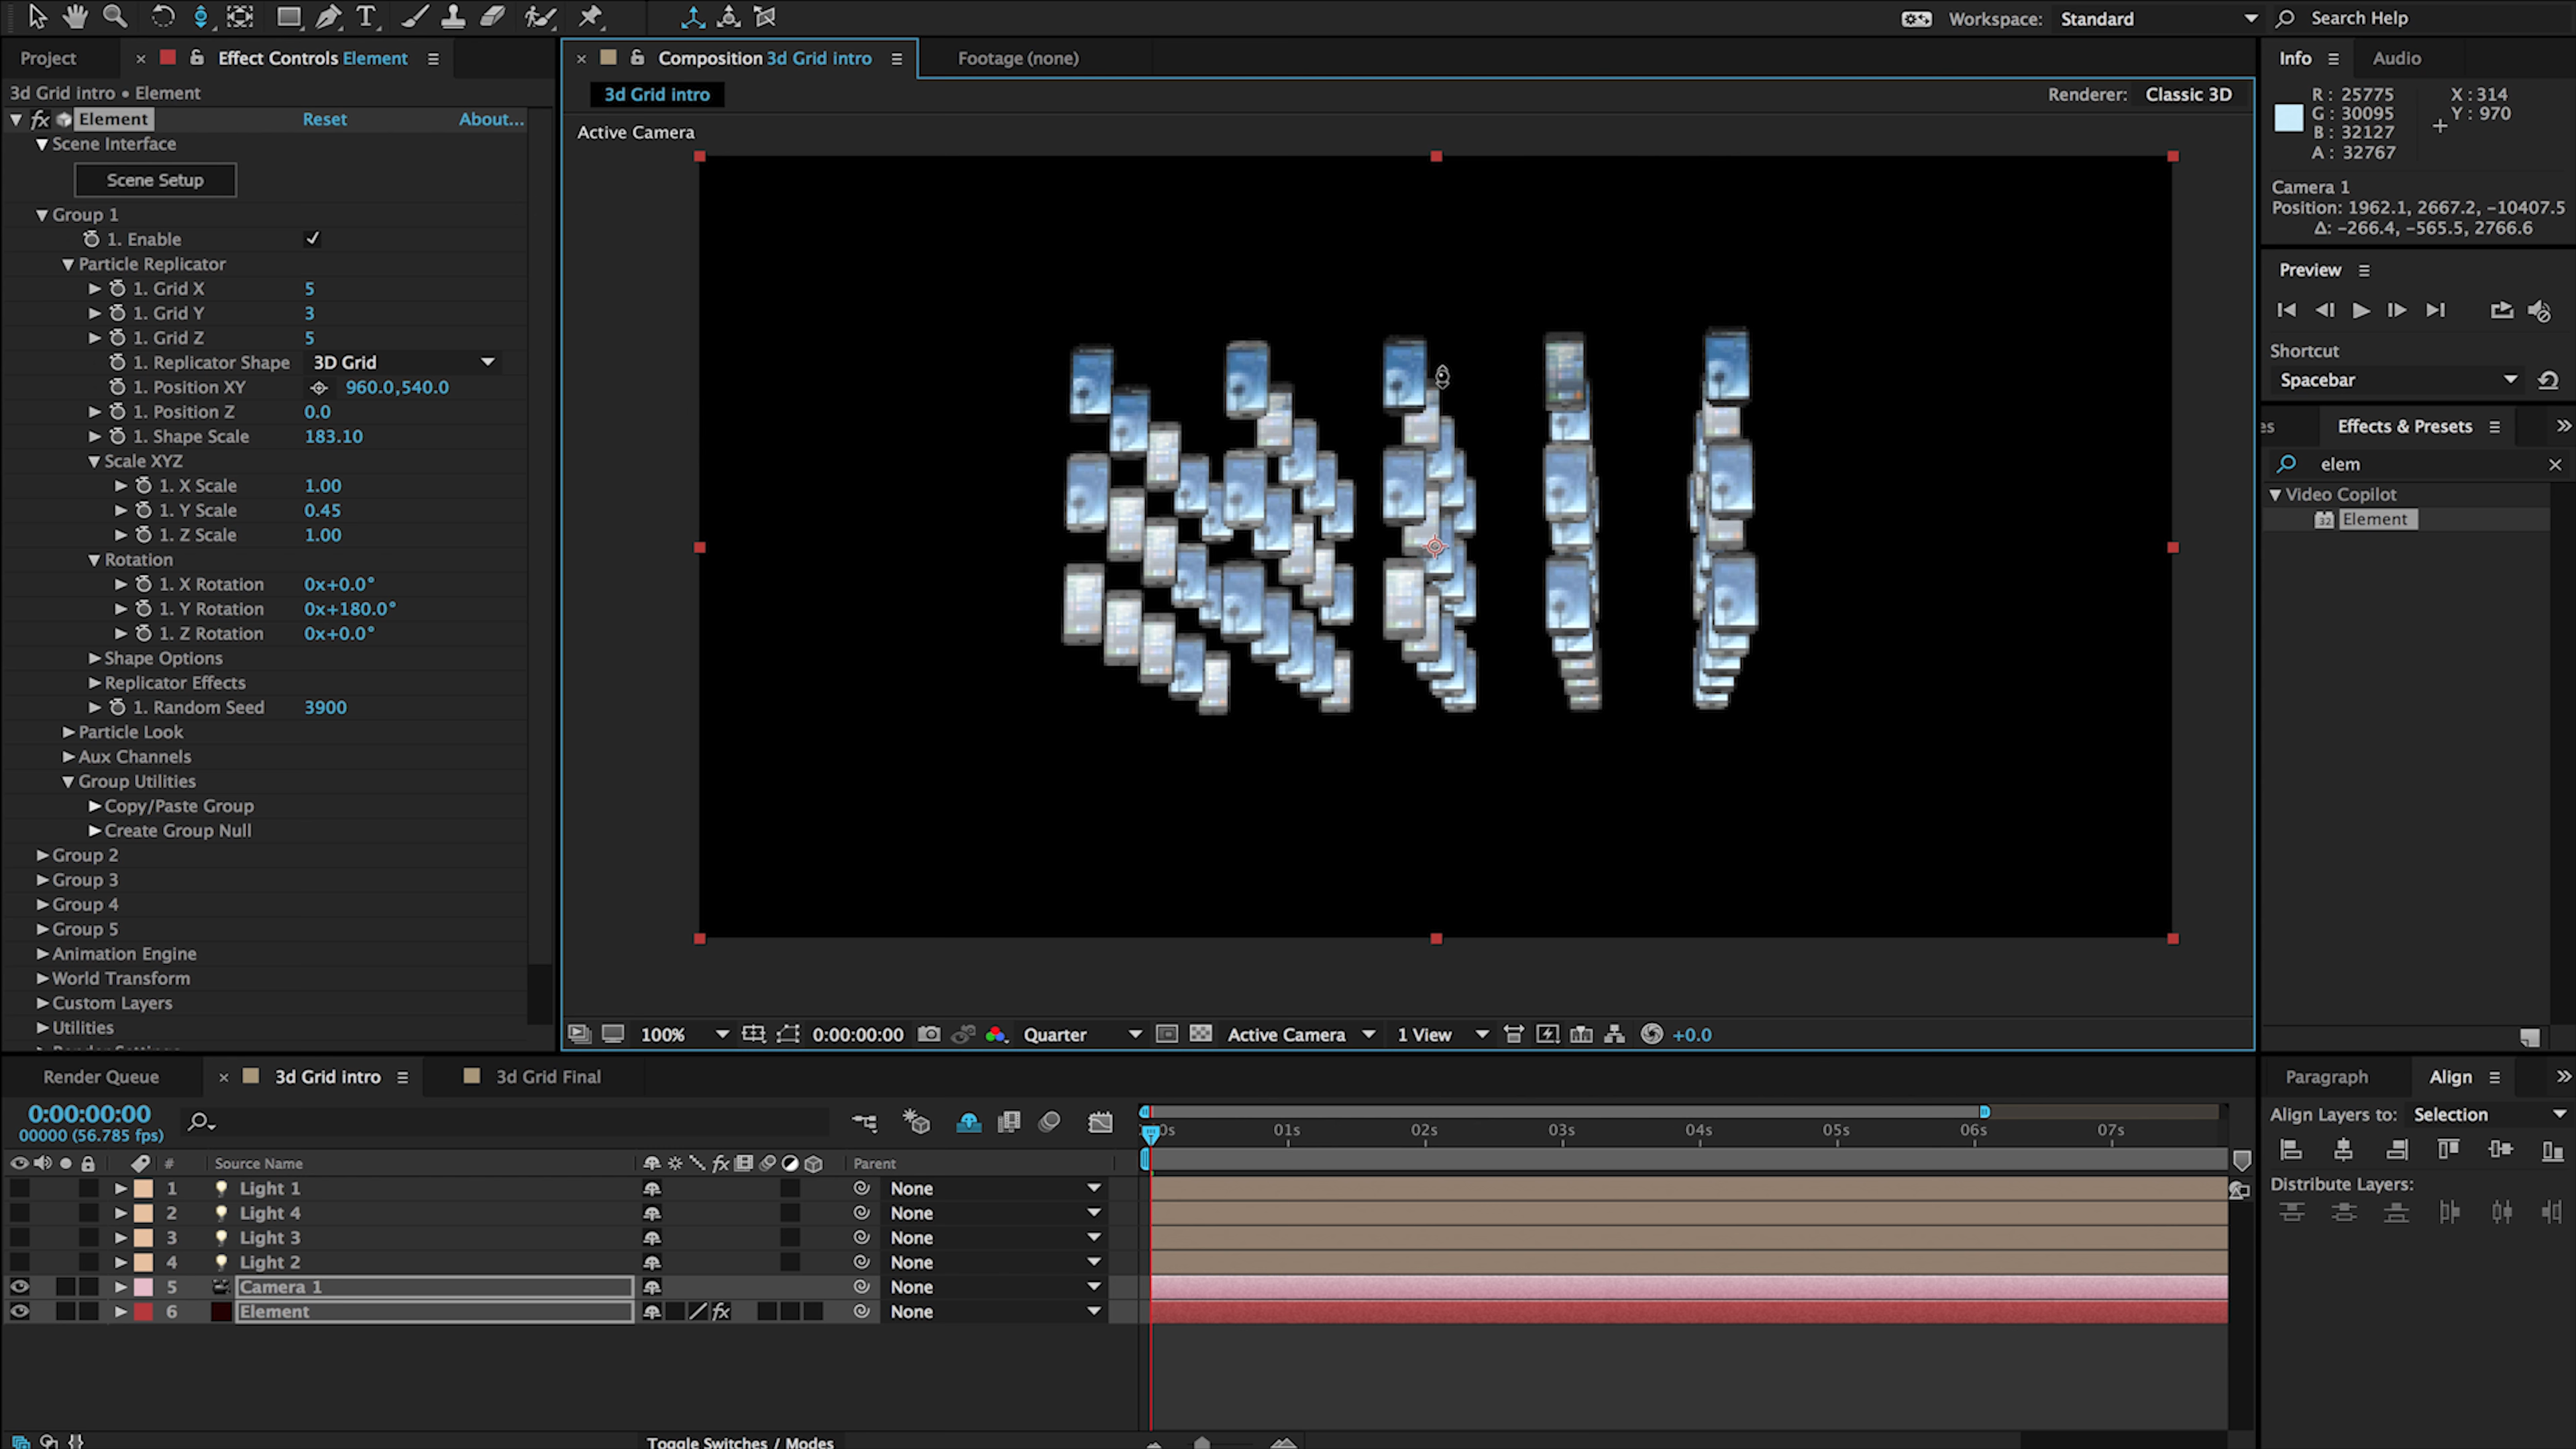 Workspace: Standard Search Help
Project Effect Controls Element
3d Grid intro • Element
fx Element Reset About...
Scene Interface
Scene Setup
Group 1
1. Enable
Particle Replicator
1. Grid X 5
1. Grid Y 3
1. Grid Z 5
1. Replicator Shape 3D Grid
1. Position XY 960.0,540.0
1. Position Z 0.0
1. Shape Scale 183.10
Scale XYZ
1. X Scale 1.00
1. Y Scale 0.45
1. Z Scale 1.00
Rotation
1. X Rotation 0x+0.0°
1. Y Rotation 0x+180.0°
1. Z Rotation 0x+0.0°
Shape Options
Replicator Effects
1. Random Seed 3900
Particle Look
Aux Channels
Group Utilities
Copy/Paste Group
Create Group Null
Group 2
Group 3
Group 4
Group 5
Animation Engine
World Transform
Custom Layers
Utilities
Composition 3d Grid intro Footage (none)
3d Grid intro Renderer: Classic 3D
Active Camera
100% 0:00:00:00 Quarter Active Camera 1 View +0.0
Info Audio
R: 25775 X: 314
G: 30095 Y: 970
B: 32127
A: 32767
Camera 1
Position: 1962.1, 2667.2, -10407.5
Δ: -266.4, -565.5, 2766.6
Preview
Shortcut
Spacebar
es Effects & Presets
elem
Video Copilot
32 Element
Render Queue 3d Grid intro 3d Grid Final
0:00:00:00
00000 (56.785 fps)
0s 01s 02s 03s 04s 05s 06s 07s
# Source Name fx Parent
1 Light 1 None
2 Light 4 None
3 Light 3 None
4 Light 2 None
5 Camera 1 None
6 Element fx None
Toggle Switches / Modes
Paragraph Align
Align Layers to: Selection
Distribute Layers: